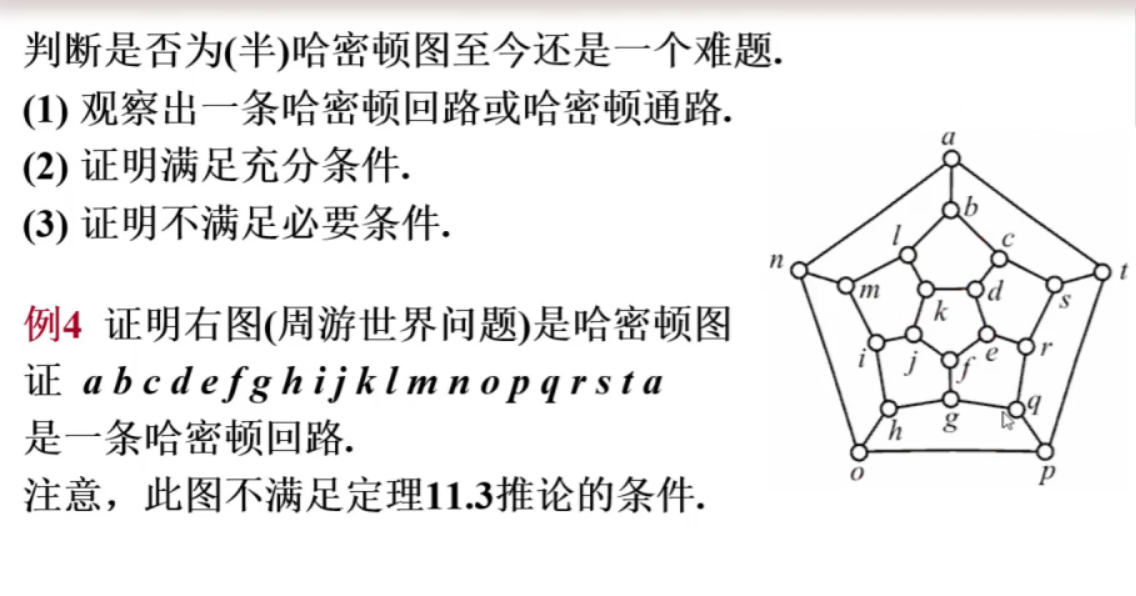 判断是否为(半)哈密顿图至今还是一个难题.
(1) 观察出一条哈密顿回路或哈密顿通路.
(2) 证明满足充分条件.
(3) 证明不满足必要条件.
例4 证明右图(周游世界问题)是哈密顿图
证 a b c d e f g h i j k l m n o p q r s t a
是一条哈密顿回路.
注意，此图不满足定理11.3推论的条件.
a
b
l
c
n
t
m
k
d
s
i
j
f
e
r
h
g
q
o
p